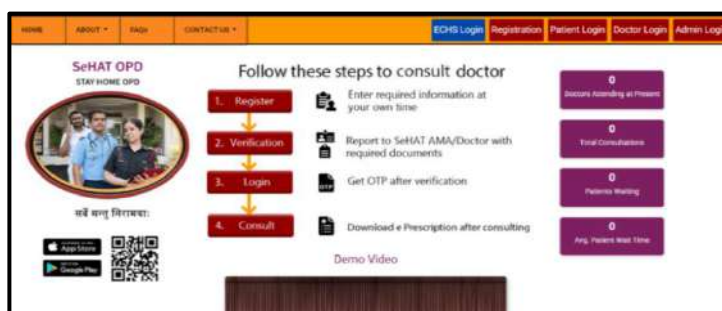 HOME ABOUT FAQs CONTACT US ECHS Login Registration Patient Login Doctor Login Admin Login
SeHAT OPD
STAY HOME OPD
सर्वे सन्तु निरामयाः
App Store
Google Play
Follow these steps to consult doctor
1. Register
Enter required information at
your own time
2. Verification
Report to SeHAT AMA/Doctor with
required documents
3. Login
OTP
Get OTP after verification
4. Consult
Download e Prescription after consulting
Demo Video
0
Doctors Attending at Present
0
Total Consultations
0
Patients Waiting
0
Avg. Patient Wait Time